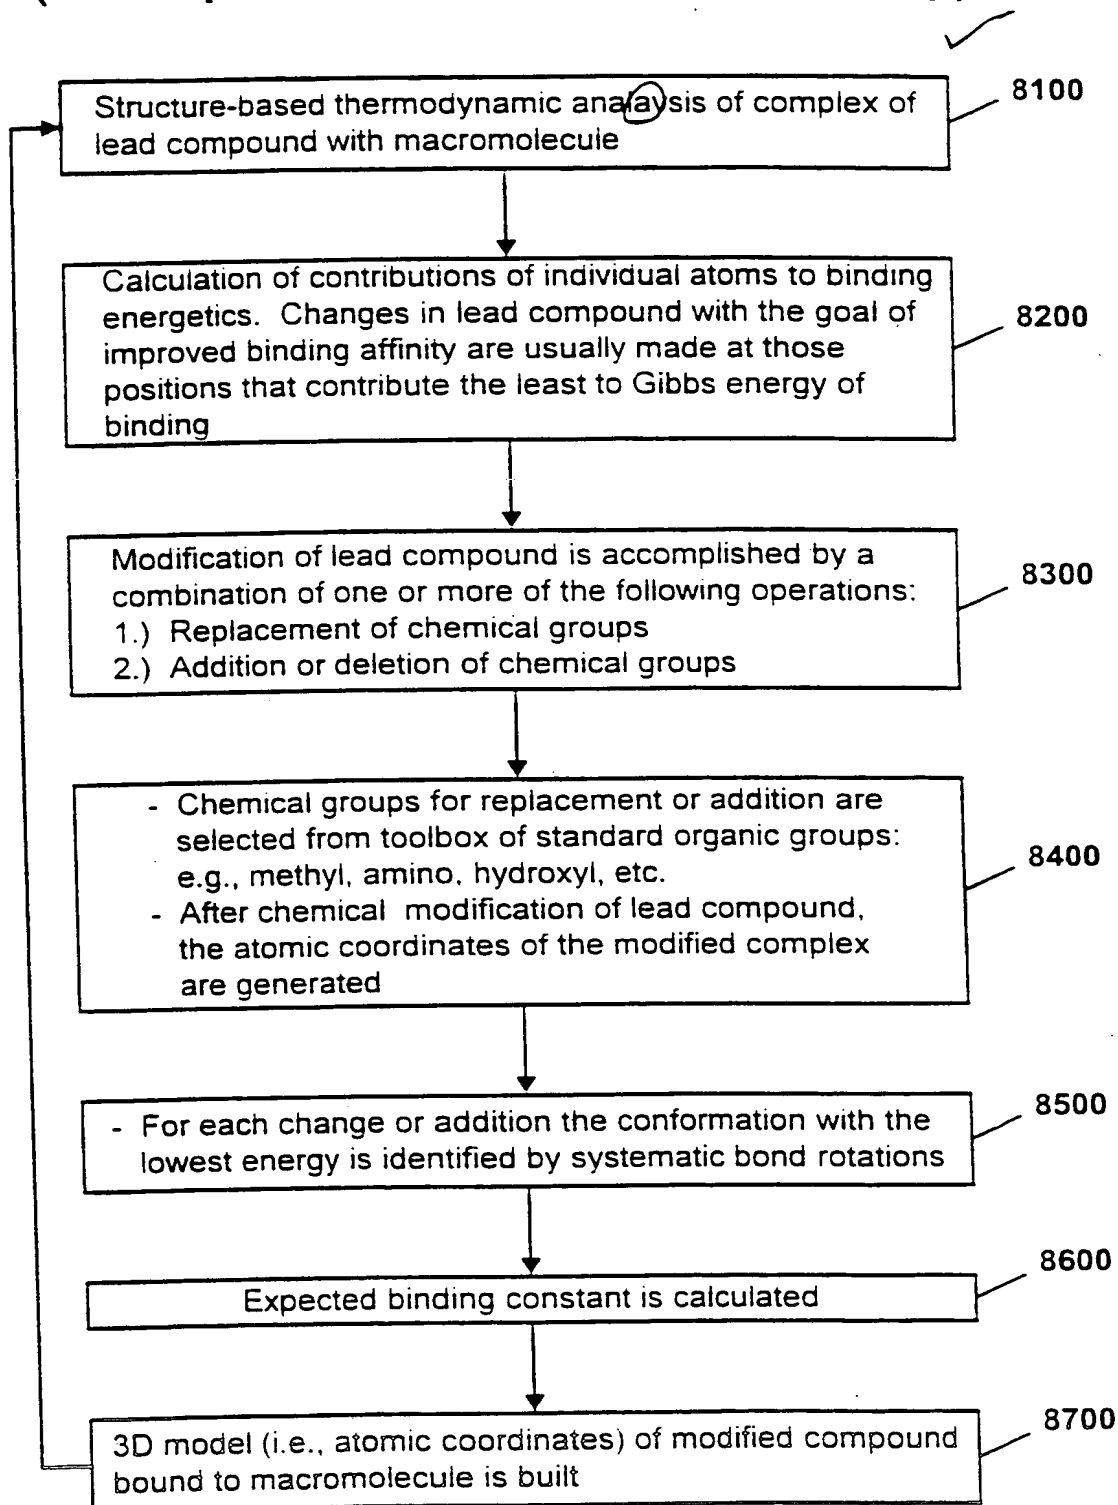 Structure-based thermodynamic analaysis of complex of
lead compound with macromolecule
8100
Calculation of contributions of individual atoms to binding
energetics. Changes in lead compound with the goal of
improved binding affinity are usually made at those
positions that contribute the least to Gibbs energy of
binding
8200
Modification of lead compound is accomplished by a
combination of one or more of the following operations:
1.) Replacement of chemical groups
2.) Addition or deletion of chemical groups
8300
- Chemical groups for replacement or addition are
selected from toolbox of standard organic groups:
e.g., methyl, amino, hydroxyl, etc.
- After chemical modification of lead compound,
the atomic coordinates of the modified complex
are generated
8400
- For each change or addition the conformation with the
lowest energy is identified by systematic bond rotations
8500
Expected binding constant is calculated
8600
3D model (i.e., atomic coordinates) of modified compound
bound to macromolecule is built
8700